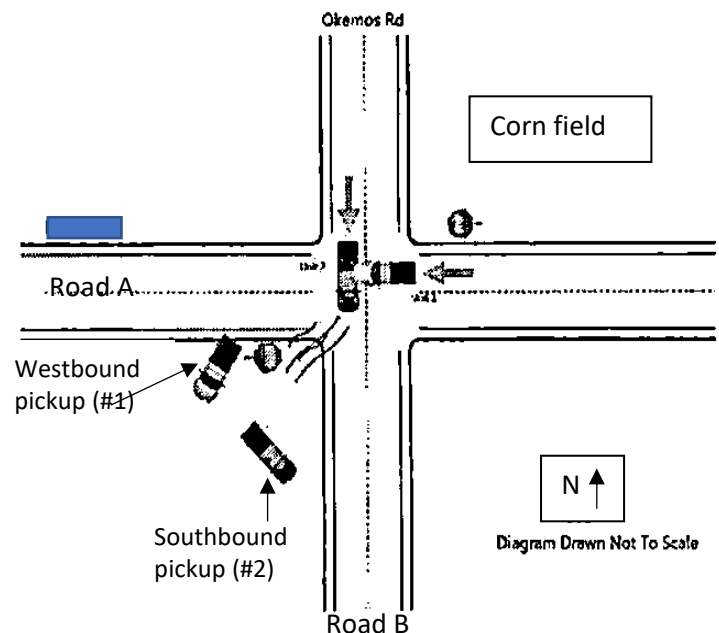 Okemos Rd
Corn field
Road A
Westbound
pickup (#1)
Southbound
pickup (#2)
N
Diagram Drawn Not To Scale
Road B